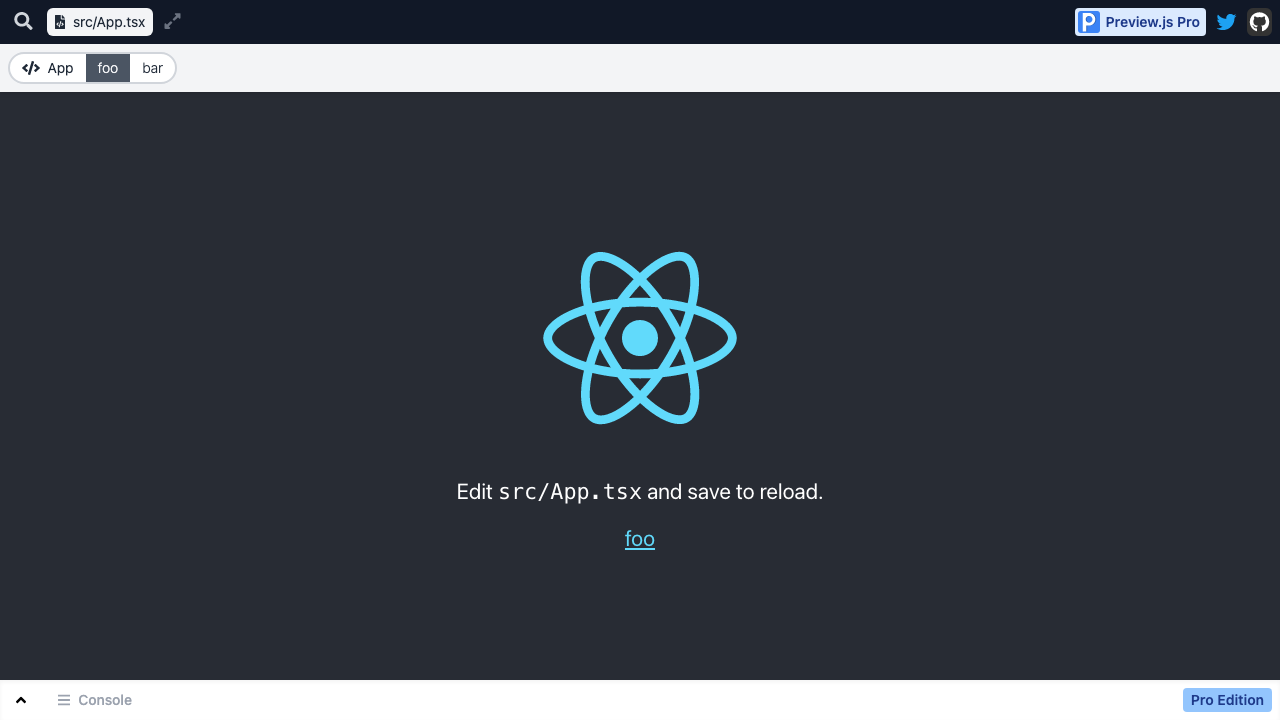 src/App.tsx
Preview.js Pro
App foo bar
Edit src/App.tsx and save to reload.
foo
Console
Pro Edition